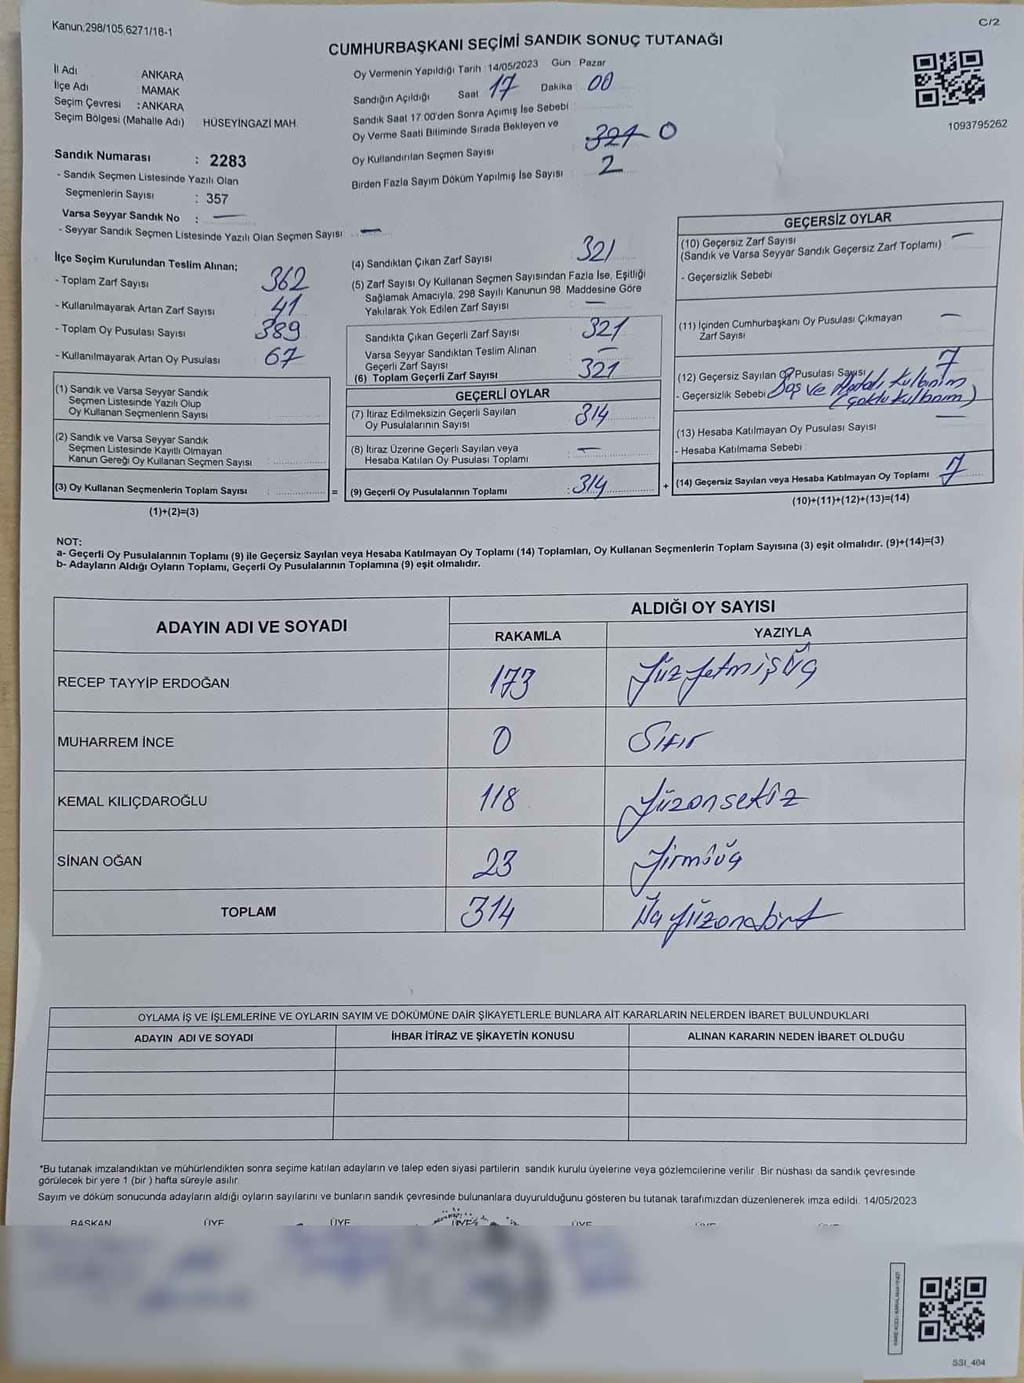 Kanun:298/105,6271/18-1
C/2
CUMHURBAŞKANI SEÇİMİ SANDIK SONUÇ TUTANAĞI
İl Adı ANKARA
İlçe Adı MAMAK
Seçim Çevresi : ANKARA
Seçim Bölgesi (Mahalle Adı) HÜSEYİNGAZİ MAH.
Oy Vermenin Yapıldığı Tarih : 14/05/2023 Gün Pazar
Sandığın Açıldığı Saat 17 Dakika 00
Sandık Saat 17:00'den Sonra Açımış İse Sebebi
Oy Verme Saati Bitiminde Sırada Bekleyen ve
Oy Kullandırılan Seçmen Sayısı 321 0
Birden Fazla Sayım Döküm Yapılmış İse Sayısı 2
1093795262
Sandık Numarası : 2283
- Sandık Seçmen Listesinde Yazılı Olan
Seçmenlerin Sayısı : 357
Varsa Seyyar Sandık No : —
- Seyyar Sandık Seçmen Listesinde Yazılı Olan Seçmen Sayısı: —
İlçe Seçim Kurulundan Teslim Alınan;
- Toplam Zarf Sayısı 362
- Kullanılmayarak Artan Zarf Sayısı 41
- Toplam Oy Pusulası Sayısı 389
- Kullanılmayarak Artan Oy Pusulası 67
(1) Sandık ve Varsa Seyyar Sandık
Seçmen Listesinde Yazılı Olup
Oy Kullanan Seçmenlerin Sayısı
(2) Sandık ve Varsa Seyyar Sandık
Seçmen Listesinde Kayıtlı Olmayan
Kanun Gereği Oy Kullanan Seçmen Sayısı
(3) Oy Kullanan Seçmenlerin Toplam Sayısı : =
(1)+(2)=(3)
(4) Sandıktan Çıkan Zarf Sayısı 321
(5) Zarf Sayısı Oy Kullanan Seçmen Sayısından Fazla İse, Eşitliği
Sağlamak Amacıyla, 298 Sayılı Kanunun 98. Maddesine Göre
Yakılarak Yok Edilen Zarf Sayısı —
Sandıkta Çıkan Geçerli Zarf Sayısı 321
Varsa Seyyar Sandıktan Teslim Alınan
Geçerli Zarf Sayısı —
(6) Toplam Geçerli Zarf Sayısı 321
GEÇERLİ OYLAR
(7) İtiraz Edilmeksizin Geçerli Sayılan
Oy Pusulalarının Sayısı 314
(8) İtiraz Üzerine Geçerli Sayılan veya
Hesaba Katılan Oy Pusulası Toplamı —
(9) Geçerli Oy Pusulalarının Toplamı : 314 +
GEÇERSİZ OYLAR
(10) Geçersiz Zarf Sayısı —
(Sandık ve Varsa Seyyar Sandık Geçersiz Zarf Toplamı)
- Geçersizlik Sebebi
(11) İçinden Cumhurbaşkanı Oy Pusulası Çıkmayan —
Zarf Sayısı
(12) Geçersiz Sayılan Oy Pusulası Sayısı 7
- Geçersizlik Sebebi Boş ve Hatalı Kullanım
(Çoklu Kullanım)
(13) Hesaba Katılmayan Oy Pusulası Sayısı —
- Hesaba Katılmama Sebebi
(14) Geçersiz Sayılan veya Hesaba Katılmayan Oy Toplamı 7
(10)+(11)+(12)+(13)=(14)
NOT:
a- Geçerli Oy Pusulalarının Toplamı (9) ile Geçersiz Sayılan veya Hesaba Katılmayan Oy Toplamı (14) Toplamları, Oy Kullanan Seçmenlerin Toplam Sayısına (3) eşit olmalıdır. (9)+(14)=(3)
b- Adayların Aldığı Oyların Toplamı, Geçerli Oy Pusulalarının Toplamına (9) eşit olmalıdır.
ADAYIN ADI VE SOYADI ALDIĞI OY SAYISI
RAKAMLA YAZIYLA
RECEP TAYYİP ERDOĞAN 173 Yüzyetmişüç
MUHARREM İNCE 0 Sıfır
KEMAL KILIÇDAROĞLU 118 Yüzonsekiz
SİNAN OĞAN 23 Yirmiüç
TOPLAM 314 Üçyüzondört
OYLAMA İŞ VE İŞLEMLERİNE VE OYLARIN SAYIM VE DÖKÜMÜNE DAİR ŞİKAYETLERLE BUNLARA AİT KARARLARIN NELERDEN İBARET BULUNDUKLARI
ADAYIN ADI VE SOYADI İHBAR İTİRAZ VE ŞİKAYETİN KONUSU ALINAN KARARIN NEDEN İBARET OLDUĞU
*Bu tutanak imzalandıktan ve mühürlendikten sonra seçime katılan adayların ve talep eden siyasi partilerin sandık kurulu üyelerine veya gözlemcilerine verilir. Bir nüshası da sandık çevresinde
görülecek bir yere 1 (bir ) hafta süreyle asılır.
Sayım ve döküm sonucunda adayların aldığı oyların sayılarını ve bunların sandık çevresinde bulunanlara duyurulduğunu gösteren bu tutanak tarafımızdan düzenlenerek imza edildi. 14/05/2023
BAŞKAN ÜYE ÜYE ÜYE ÜYE
SSI_404